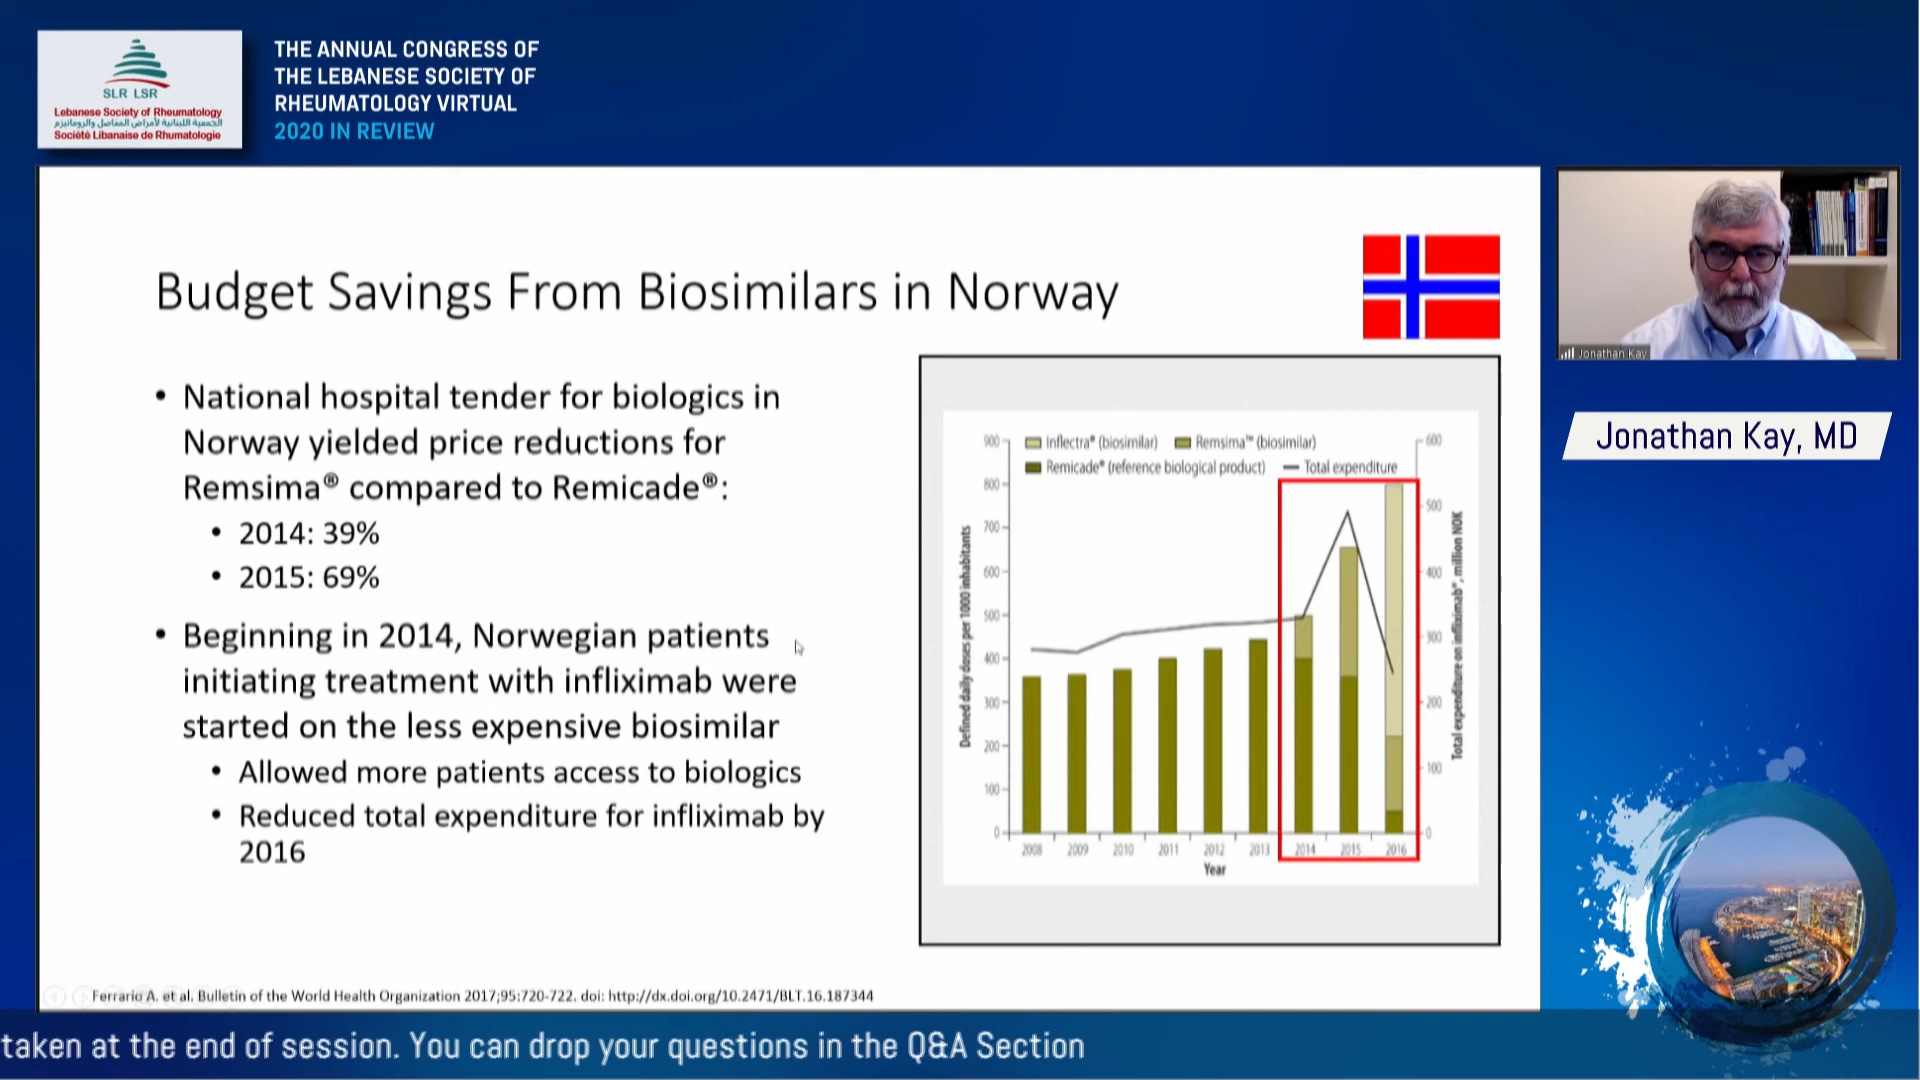 SLR LSR
Lebanese Society of Rheumatology
الجمعية اللبنانية لأمراض المفاصل والروماتيزم
Société Libanaise de Rhumatologie
THE ANNUAL CONGRESS OF
THE LEBANESE SOCIETY OF
RHEUMATOLOGY VIRTUAL
2020 IN REVIEW
Budget Savings From Biosimilars in Norway
• National hospital tender for biologics in
Norway yielded price reductions for
Remsima® compared to Remicade®:
• 2014: 39%
• 2015: 69%
• Beginning in 2014, Norwegian patients
initiating treatment with infliximab were
started on the less expensive biosimilar
• Allowed more patients access to biologics
• Reduced total expenditure for infliximab by
2016
Inflectra® (biosimilar) Remsima™ (biosimilar)
Remicade® (reference biological product) Total expenditure
Defined daily doses per 1000 inhabitants
900
800
700
600
500
400
300
200
100
0
600
500
400
300
200
100
0
Total expenditure on infliximabª, million NOK
2008 2009 2010 2011 2012 2013 2014 2015 2016
Year
Ferrario A. et al. Bulletin of the World Health Organization 2017;95:720-722. doi: http://dx.doi.org/10.2471/BLT.16.187344
Jonathan Kay
Jonathan Kay, MD
taken at the end of session. You can drop your questions in the Q&A Section